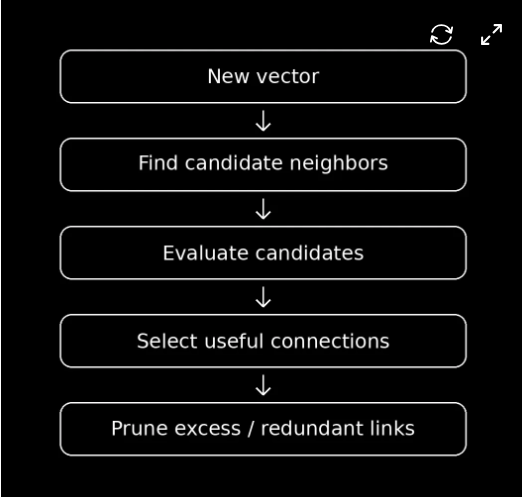 New vector
Find candidate neighbors
Evaluate candidates
Select useful connections
Prune excess / redundant links